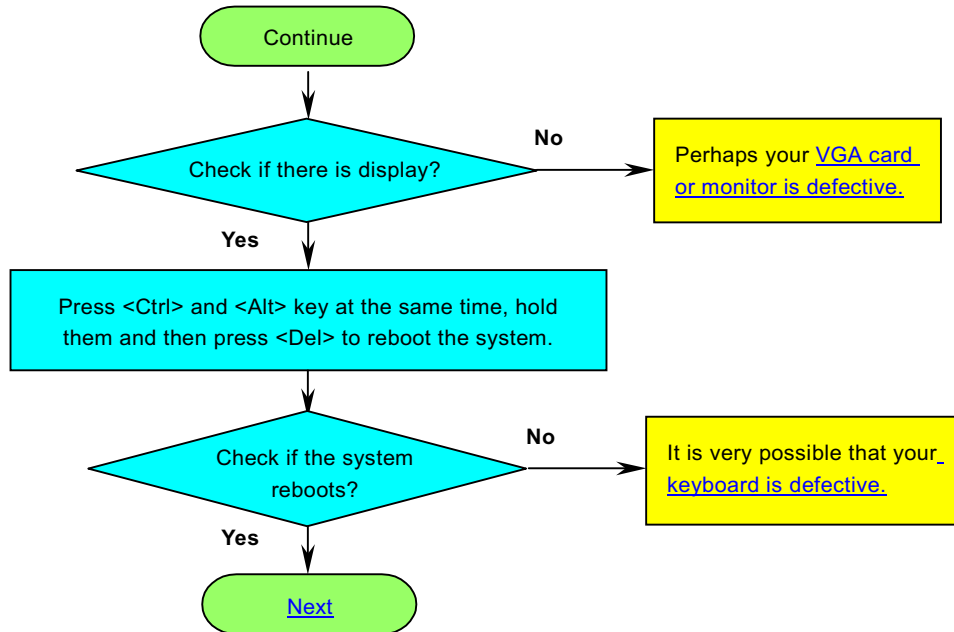 Continue
Check if there is display?
No
Perhaps your VGA card
or monitor is defective.
Yes
Press <Ctrl> and <Alt> key at the same time, hold
them and then press <Del> to reboot the system.
Check if the system
reboots?
No
It is very possible that your
keyboard is defective.
Yes
Next